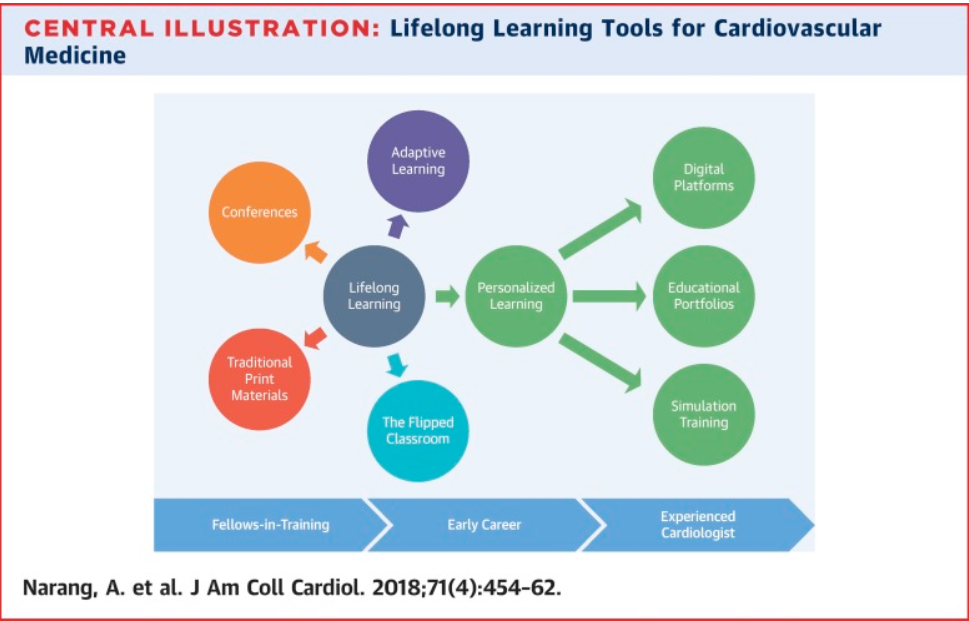 CENTRAL ILLUSTRATION: Lifelong Learning Tools for Cardiovascular
Medicine
Adaptive
Learning
Conferences
Digital
Platforms
Lifelong
Learning
Personalized
Learning
Educational
Portfolios
Traditional
Print
Materials
The Flipped
Classroom
Simulation
Training
Fellows-in-Training
Early Career
Experienced
Cardiologist
Narang, A. et al. J Am Coll Cardiol. 2018;71(4):454–62.